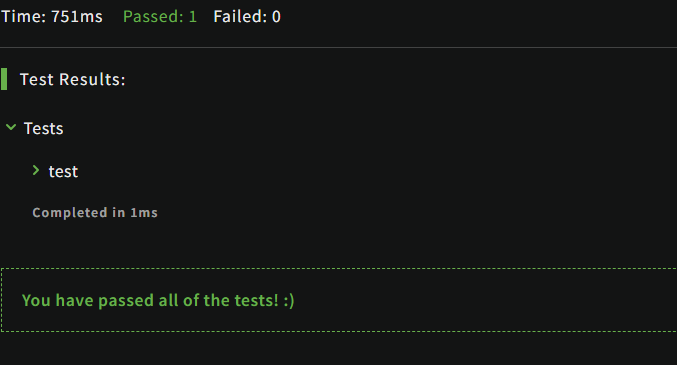 Time: 751ms Passed: 1 Failed: 0
Test Results:
Tests
test
Completed in 1ms
You have passed all of the tests! :)